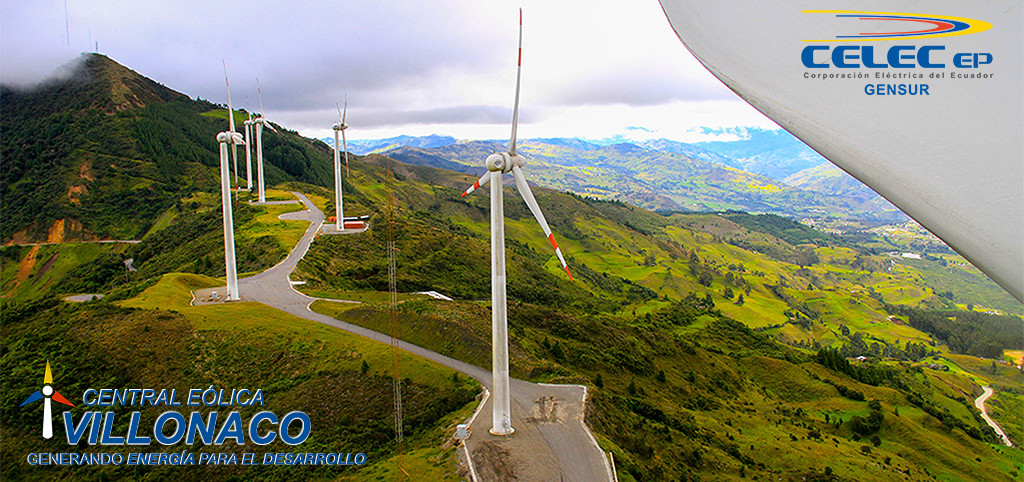 CELEC EP
Corporación Eléctrica del Ecuador
GENSUR
CENTRAL EÓLICA
VILLONACO
GENERANDO ENERGÍA PARA EL DESARROLLO